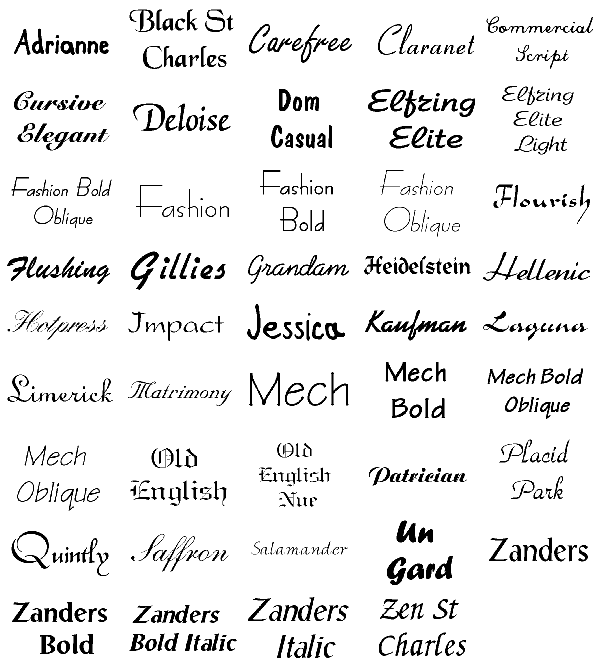 Adrianne
Black St
Charles
Carefree
Claranet
Commercial
Script
Cursive
Elegant
Deloise
Dom
Casual
Elfring
Elite
Elfring
Elite
Light
Fashion Bold
Oblique
Fashion
Fashion
Bold
Fashion
Oblique
Flourish
Flushing
Gillies
Grandam
Heidelstein
Hellenic
Hotpress
Impact
Jessica
Kaufman
Laguna
Limerick
Matrimony
Mech
Mech
Bold
Mech Bold
Oblique
Mech
Oblique
Old
English
Old
English
Nue
Patrician
Placid
Park
Quintly
Saffron
Salamander
Un
Gard
Zanders
Zanders
Bold
Zanders
Bold Italic
Zanders
Italic
Zen St
Charles